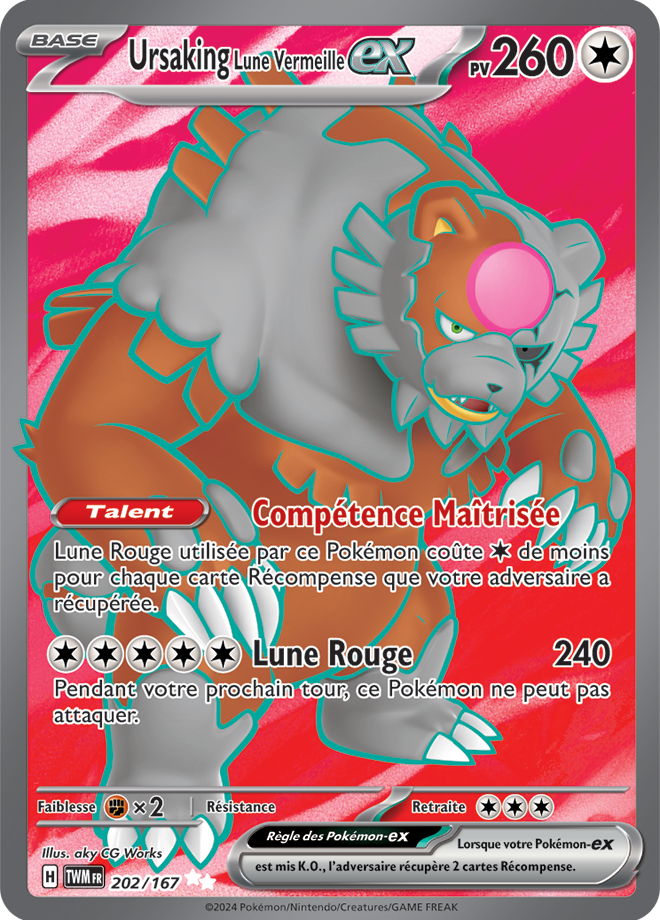 BASE
Ursaking Lune Vermeille ex PV 260
Talent Compétence Maîtrisée
Lune Rouge utilisée par ce Pokémon coûte de moins
pour chaque carte Récompense que votre adversaire a
récupérée.
Lune Rouge 240
Pendant votre prochain tour, ce Pokémon ne peut pas
attaquer.
Faiblesse ×2 Résistance Retraite
Illus. aky CG Works
Règle des Pokémon-ex Lorsque votre Pokémon-ex
est mis K.O., l'adversaire récupère 2 cartes Récompense.
H TWM FR 202/167
©2024 Pokémon/Nintendo/Creatures/GAME FREAK